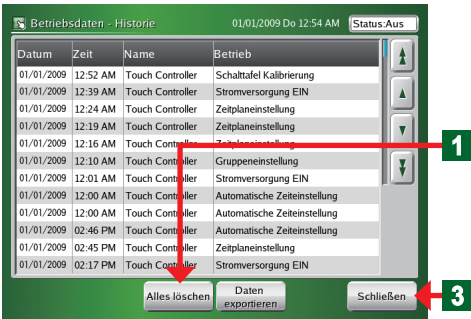 Betriebsdaten - Historie 01/01/2009 Do 12:54 AM Status:Aus
Datum Zeit Name Betrieb
01/01/2009 12:52 AM Touch Controller Schalttafel Kalibrierung
01/01/2009 12:39 AM Touch Controller Stromversorgung EIN
01/01/2009 12:24 AM Touch Controller Zeitplaneinstellung
01/01/2009 12:19 AM Touch Controller Zeitplaneinstellung
01/01/2009 12:16 AM Touch Controller Zeitplaneinstellung
01/01/2009 12:10 AM Touch Controller Gruppeneinstellung
01/01/2009 12:01 AM Touch Controller Stromversorgung EIN
01/01/2009 12:00 AM Touch Controller Automatische Zeiteinstellung
01/01/2009 12:00 AM Touch Controller Automatische Zeiteinstellung
01/01/2009 02:46 PM Touch Controller Automatische Zeiteinstellung
01/01/2009 02:45 PM Touch Controller Zeitplaneinstellung
01/01/2009 02:17 PM Touch Controller Stromversorgung EIN
1
Alles löschen
Daten
exportieren
Schließen
3